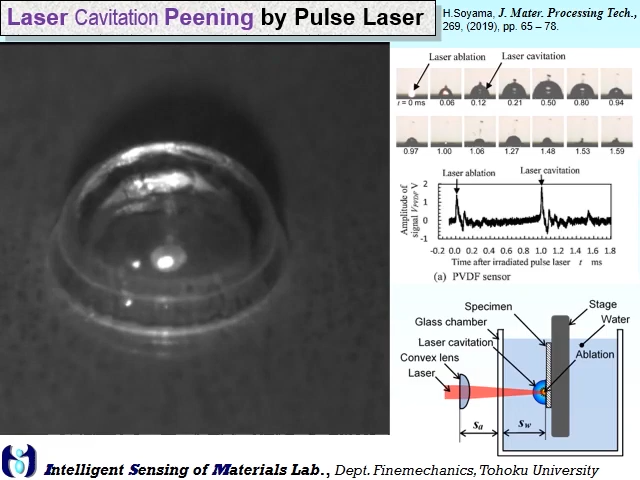 Laser Cavitation Peening by Pulse Laser
H.Soyama, J. Mater. Processing Tech.,
269, (2019), pp. 65 – 78.
Laser ablation
Laser cavitation
t = 0 ms
0.06
0.12
0.21
0.50
0.80
0.94
0.97
1.00
1.06
1.27
1.48
1.53
1.59
Laser ablation
Laser cavitation
Amplitude of
signal VPVDF V
2
1
0
-1
-0.2 0.0 0.2 0.4 0.6 0.8 1.0 1.2 1.4 1.6 1.8
Time after irradiated pulse laser t ms
(a) PVDF sensor
Specimen
Stage
Glass chamber
Water
Laser cavitation
Convex lens
Ablation
Laser
sa
sw
Intelligent Sensing of Materials Lab., Dept. Finemechanics, Tohoku University